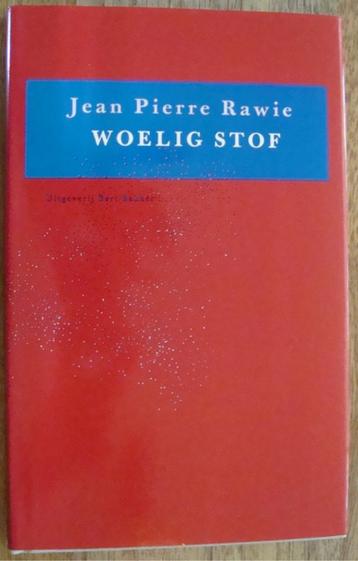 Jean Pierre Rawie
WOELIG STOF
Uitgeverij Bert Bakker